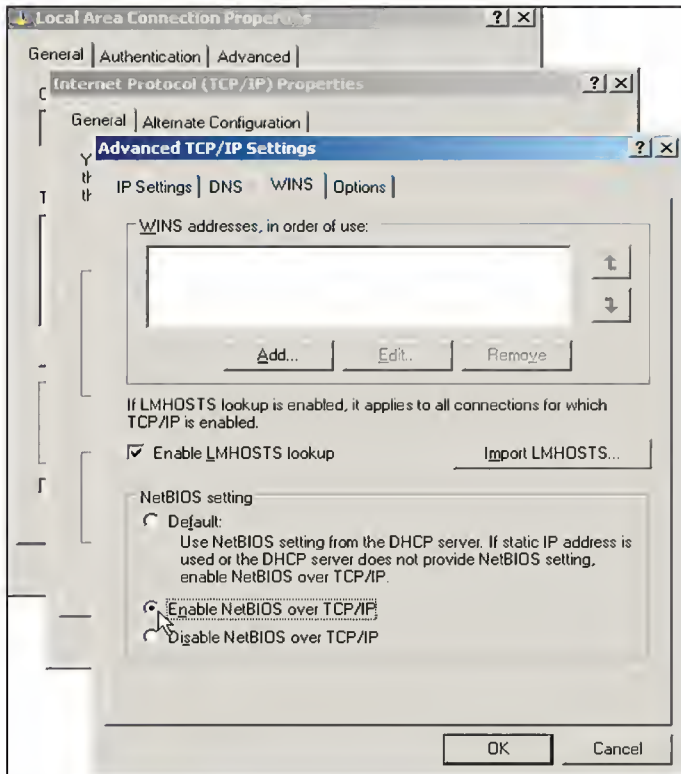 Local Area Connection Properties
General Authentication Advanced
Internet Protocol (TCP/IP) Properties
General Alternate Configuration
Advanced TCP/IP Settings
IP Settings DNS WINS Options
WINS addresses, in order of use:
Add... Edit.. Remove
If LMHOSTS lookup is enabled, it applies to all connections for which
TCP/IP is enabled.
Enable LMHOSTS lookup
Import LMHOSTS...
NetBIOS setting
Default:
Use NetBIOS setting from the DHCP server. If static IP address is
used or the DHCP server does not provide NetBIOS setting,
enable NetBIOS over TCP/IP.
Enable NetBIOS over TCP/IP
Disable NetBIOS over TCP/IP
OK Cancel